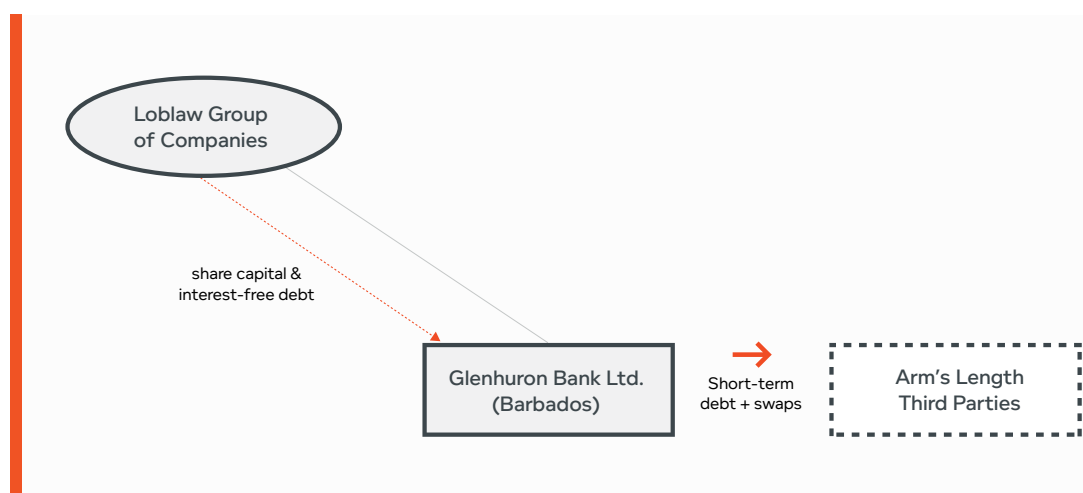 Loblaw Group
of Companies
share capital &
interest-free debt
Glenhuron Bank Ltd.
(Barbados)
Short-term
debt + swaps
Arm’s Length
Third Parties